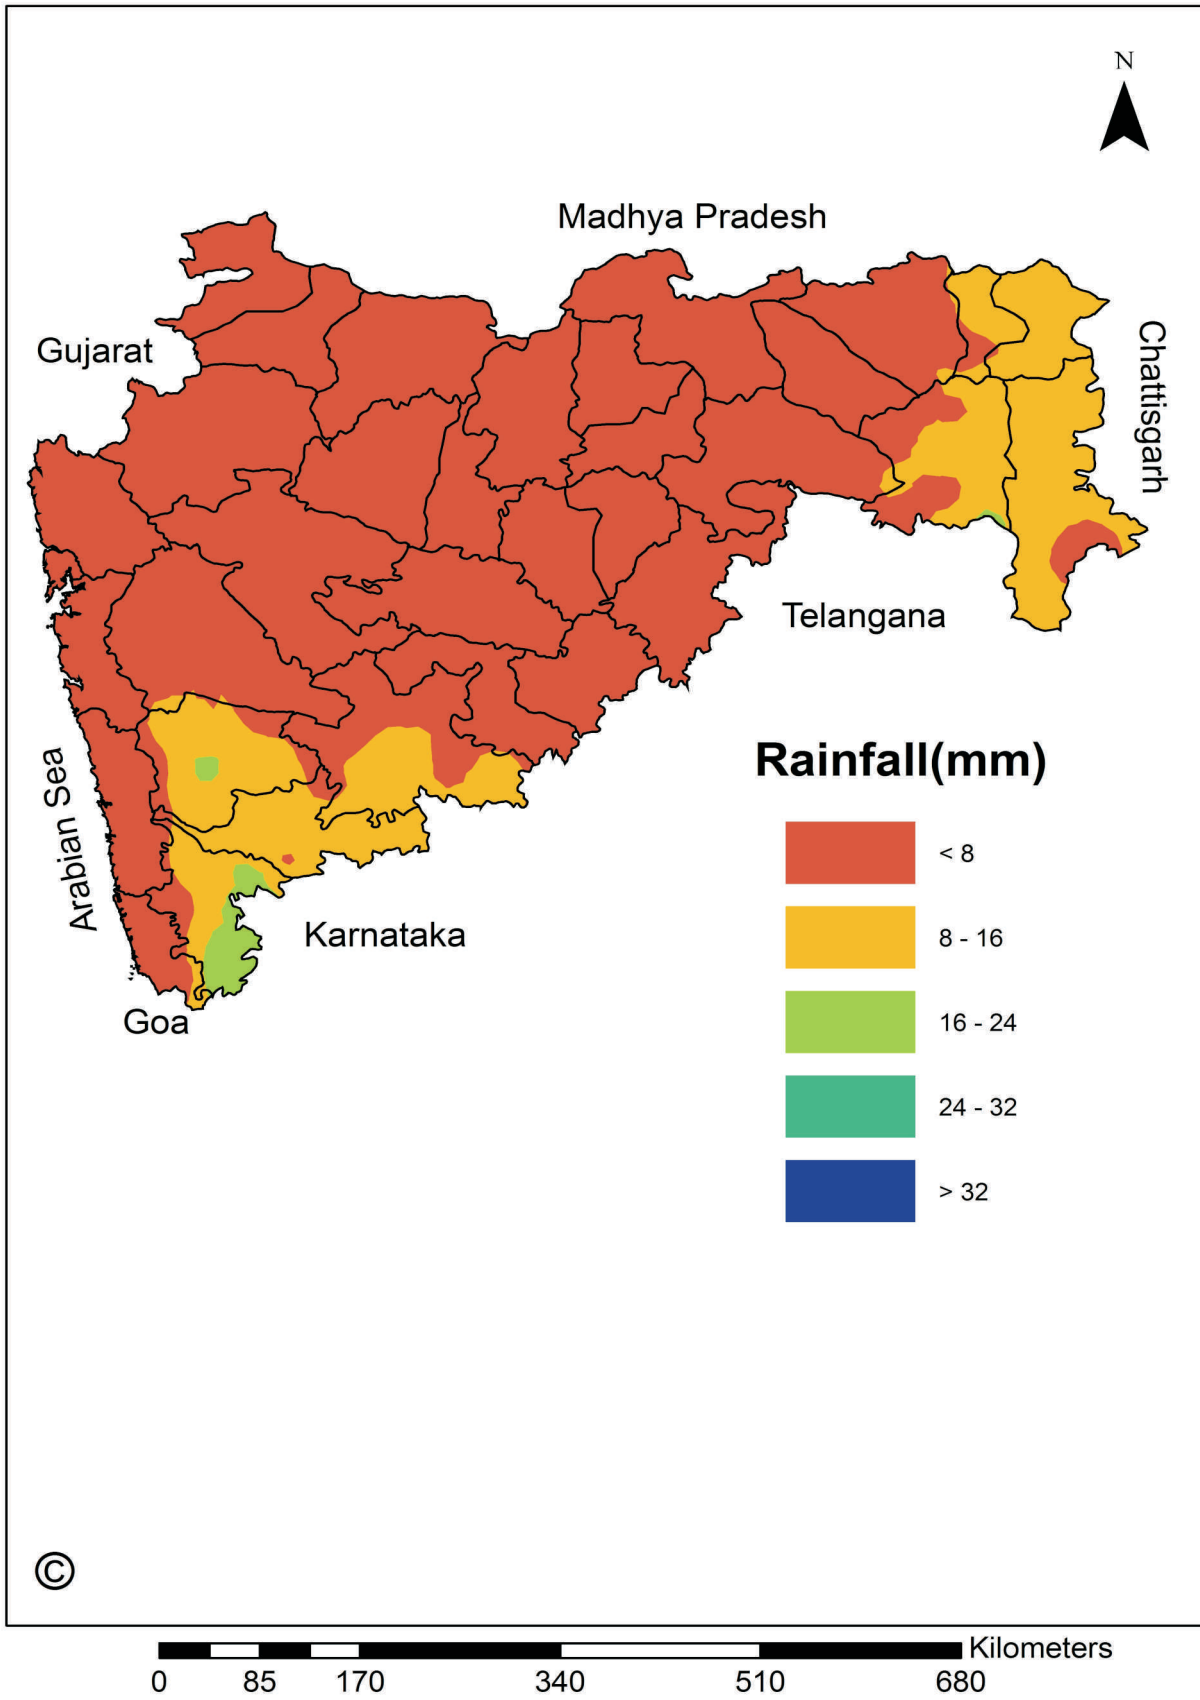 N
Madhya Pradesh
Gujarat
Chattisgarh
Telangana
Arabian Sea
Karnataka
Goa
Rainfall(mm)
< 8
8 - 16
16 - 24
24 - 32
> 32
©
Kilometers
0 85 170 340 510 680